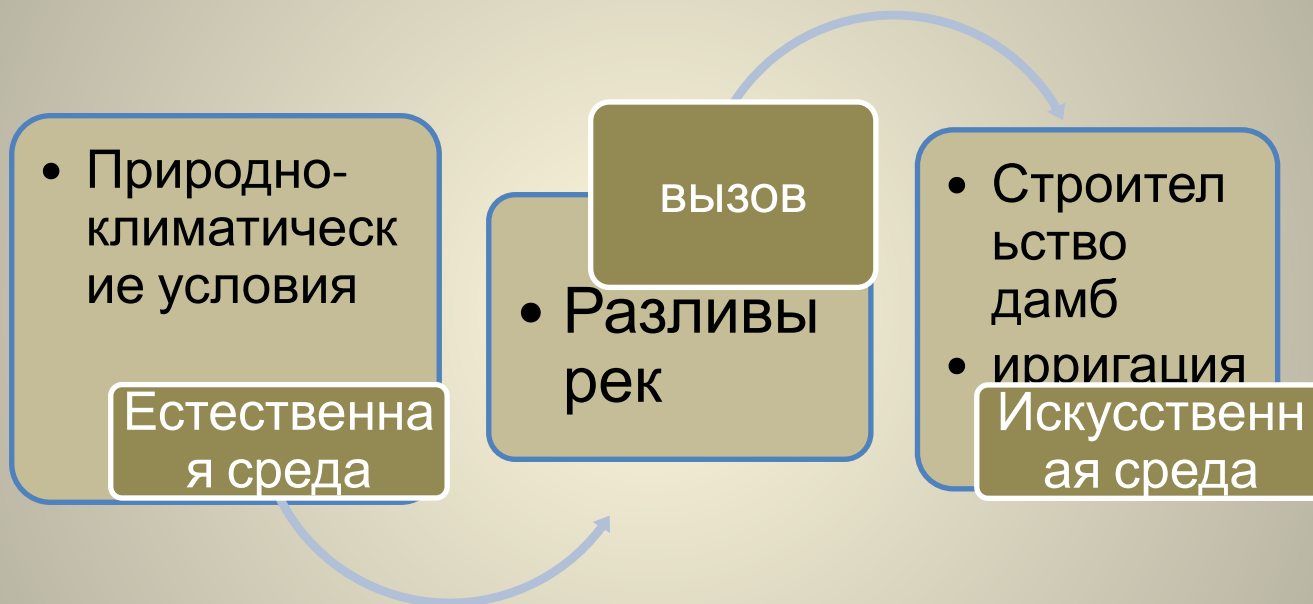 • Природно-
климатическ
ие условия
Естественна
я среда
вызов
• Разливы
рек
• Строител
ьство
дамб
• ирригация
Искусственн
ая среда